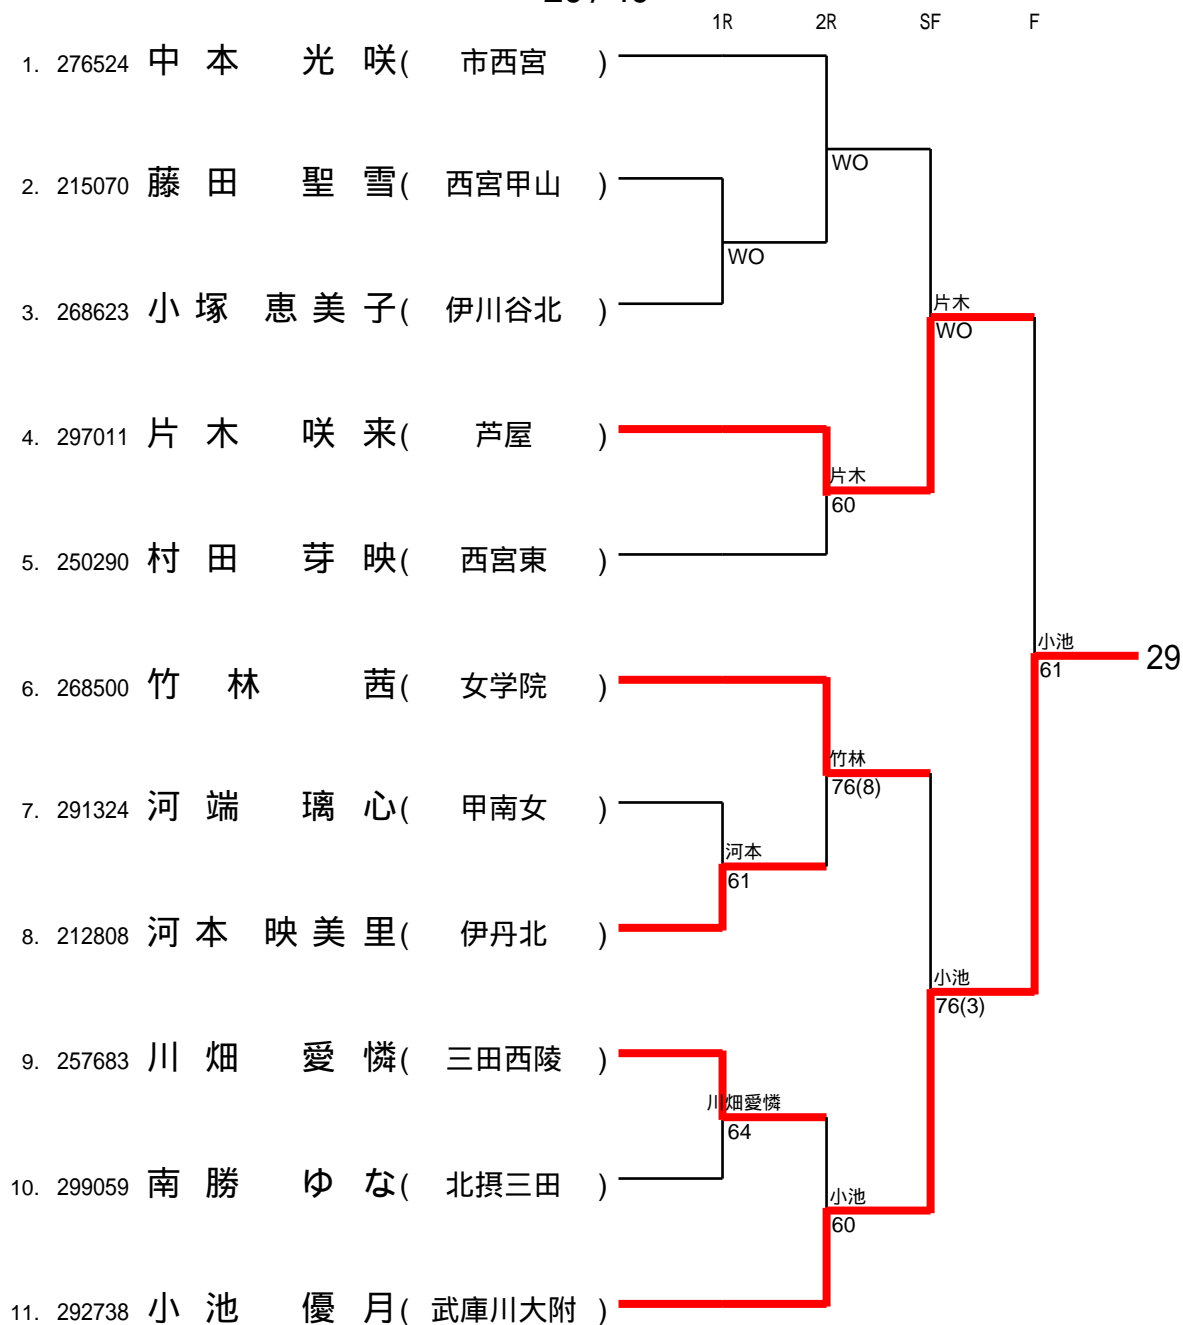 1R 2R SF F
1. 276524 中本 光咲( 市西宮 )
WO
2. 215070 藤田 聖雪( 西宮甲山 )
WO
3. 268623 小塚 恵美子( 伊川谷北 )
片木
WO
4. 297011 片木 咲来( 芦屋 )
片木
60
5. 250290 村田 芽映( 西宮東 )
小池
61
29
6. 268500 竹林 茜( 女学院 )
竹林
76(8)
7. 291324 河端 璃心( 甲南女 )
河本
61
8. 212808 河本 映美里( 伊丹北 )
小池
76(3)
9. 257683 川畑 愛憐( 三田西陵 )
川畑愛憐
64
10. 299059 南勝 ゆな( 北摂三田 )
小池
60
11. 292738 小池 優月( 武庫川大附 )